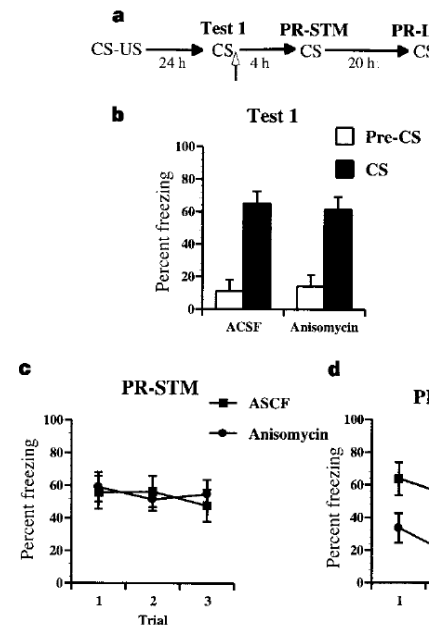 a
Test 1 PR-STM PR-L
CS-US 24 h CS 4 h CS 20 h CS
b Test 1
Pre-CS
CS
Percent freezing
100
80
60
40
20
0
ACSF Anisomycin
c d
PR-STM
ASCF
Anisomycin
Percent freezing
100
80
60
40
20
0
1 2 3
Trial
Percent freezing
100
80
60
40
20
0
1